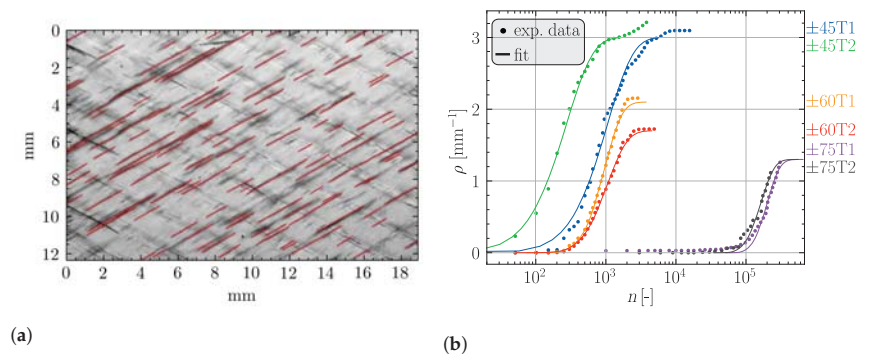 0
2
4
6
8
10
12
mm
0 2 4 6 8 10 12 14 16 18
mm
(a)
3
2
1
0
ρ [mm⁻¹]
exp. data
fit
10² 10³ 10⁴ 10⁵
n [-]
±45T1
±45T2
±60T1
±60T2
±75T1
±75T2
(b)